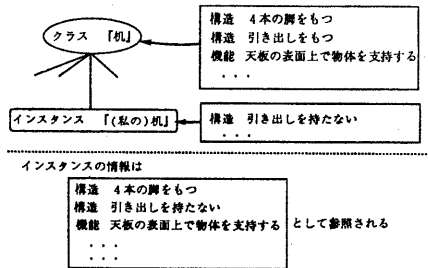 クラス 『机』
構造 4本の脚をもつ
構造 引き出しをもつ
機能 天板の表面上で物体を支持する
・・・
インスタンス 『(私の)机』
構造 引き出しを持たない
・・・
インスタンスの情報は
構造 4本の脚をもつ
構造 引き出しを持たない
機能 天板の表面上で物体を支持する
・・・
・・・
として参照される